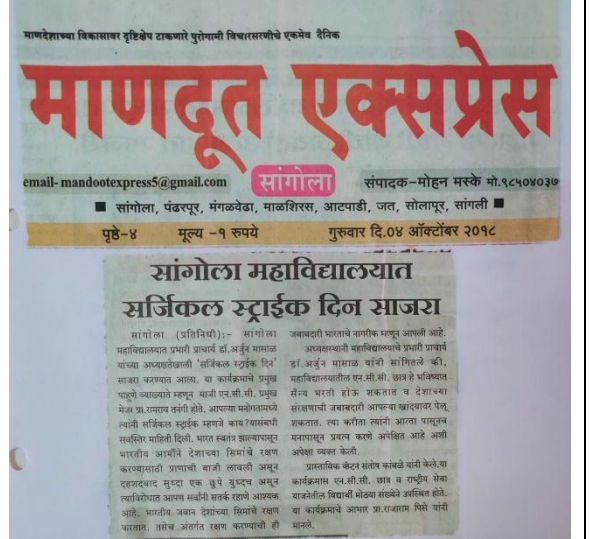 माणदेशाच्या विकासावर दृष्टिक्षेप टाकणारे पुरोगामी विचारसरणीचे एकमेव दैनिक
माणदूत एक्सप्रेस
email- mandootexpress5@gmail.com
सांगोला
संपादक-मोहन मस्के मो.९८५०४०३७
■ सांगोला, पंढरपूर, मंगळवेढा, माळशिरस, आटपाडी, जत, सोलापूर, सांगली ■
पृष्ठे-४ मूल्य -१ रुपये गुरुवार दि.०४ ऑक्टोंबर २०१८
सांगोला महाविद्यालयात
सर्जिकल स्ट्राईक दिन साजरा
सांगोला (प्रतिनिधी):- सांगोला
महाविद्यालयात प्रभारी प्राचार्य डॉ.अर्जुन मासाळ
यांच्या अध्यक्षतेखाली 'सर्जिकल स्ट्राईक दिन'
साजरा करण्यात आला. या कार्यक्रमाचे प्रमुख
पाहुणे व्याख्याते म्हणून माजी एन.सी.सी. प्रमुख
मेजर प्रा.रामराव तनंगी होते. आपल्या मनोगतामध्ये
त्यांनी सर्जिकल स्ट्राईक म्हणजे काय ?यासंबंधी
सवस्तिर माहिती दिली. भारत स्वतंत्र झाल्यापासून
भारतीय आर्मीने देशाच्या सिमांचे रक्षण
करण्यासाठी प्राणाची बाजी लावली असून
दहशदवाद सुध्दा एक छुपे युध्दच असून
त्याविरोधात आपण सर्वांनी सतर्क राहाणे आवश्यक
आहे. भारतीय जवान देशांच्या सिमांचे रक्षण
करतात. तसेच अंतर्गत रक्षण करण्याची ही
जबाबदारी भारताचे नागरीक म्हणून आपली आहे.
अध्यक्षस्थानी महाविद्यालयाचे प्रभारी प्राचार्य
डॉ.अर्जुन मासाळ यांनी सांगितले की,
महाविद्यालयातील एन.सी.सी. छात्र हे भविष्यात
सैन्य भरती होऊ शकतात व देशाच्या
संरक्षणाची जबाबदारी आपल्या खांद्यावर पेलू
शकतात. त्या करीता त्यांनी आत्ता पासूनच
मनापासून प्रयत्न करणे अपेक्षित आहे अशी
अपेक्षा व्यक्त केली.
प्रास्ताविक कॅप्टन संतोष कांबळे यांनी केले.या
कार्यक्रमास एन.सी.सी. छात्र व राष्ट्रीय सेवा
योजनेतील विद्यार्थी मोठया संख्येने उपस्थित होते.
या कार्यक्रमाचे आभार प्रा.राजाराम पिसे यांनी
मानले.